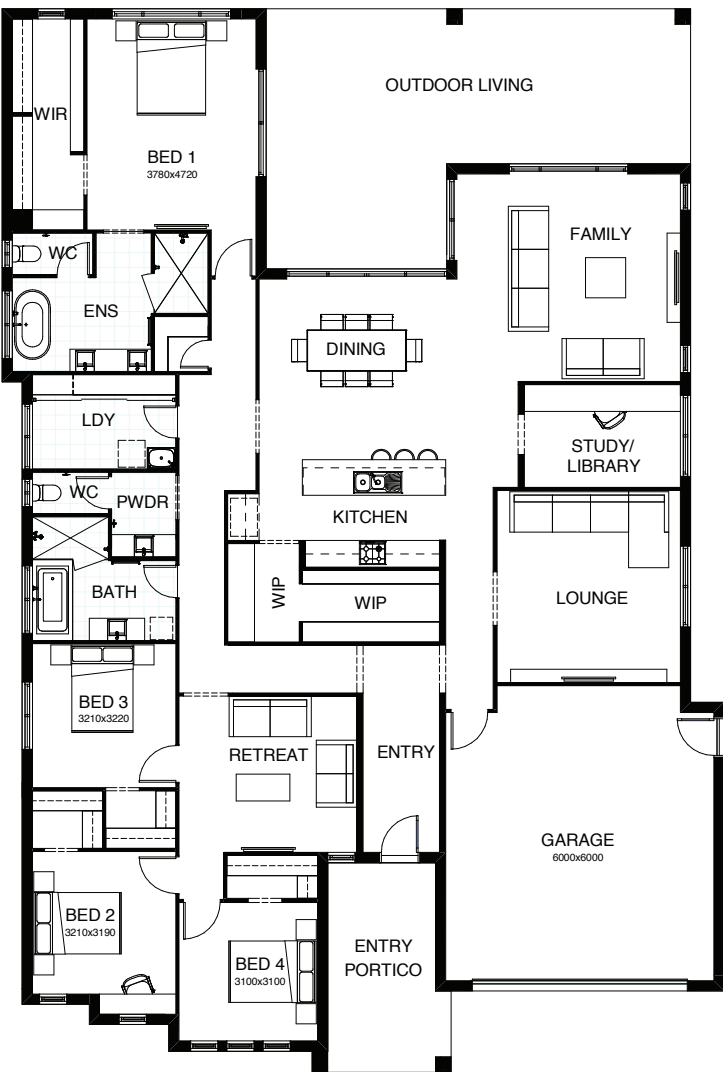 OUTDOOR LIVING
WIR
BED 1
3780x4720
FAMILY
WC
ENS
DINING
LDY
STUDY/
LIBRARY
WC
PWDR
KITCHEN
BATH
WIP
WIP
LOUNGE
BED 3
3210x3220
RETREAT
ENTRY
GARAGE
6000x6000
BED 2
3210x3190
BED 4
3100x3100
ENTRY
PORTICO